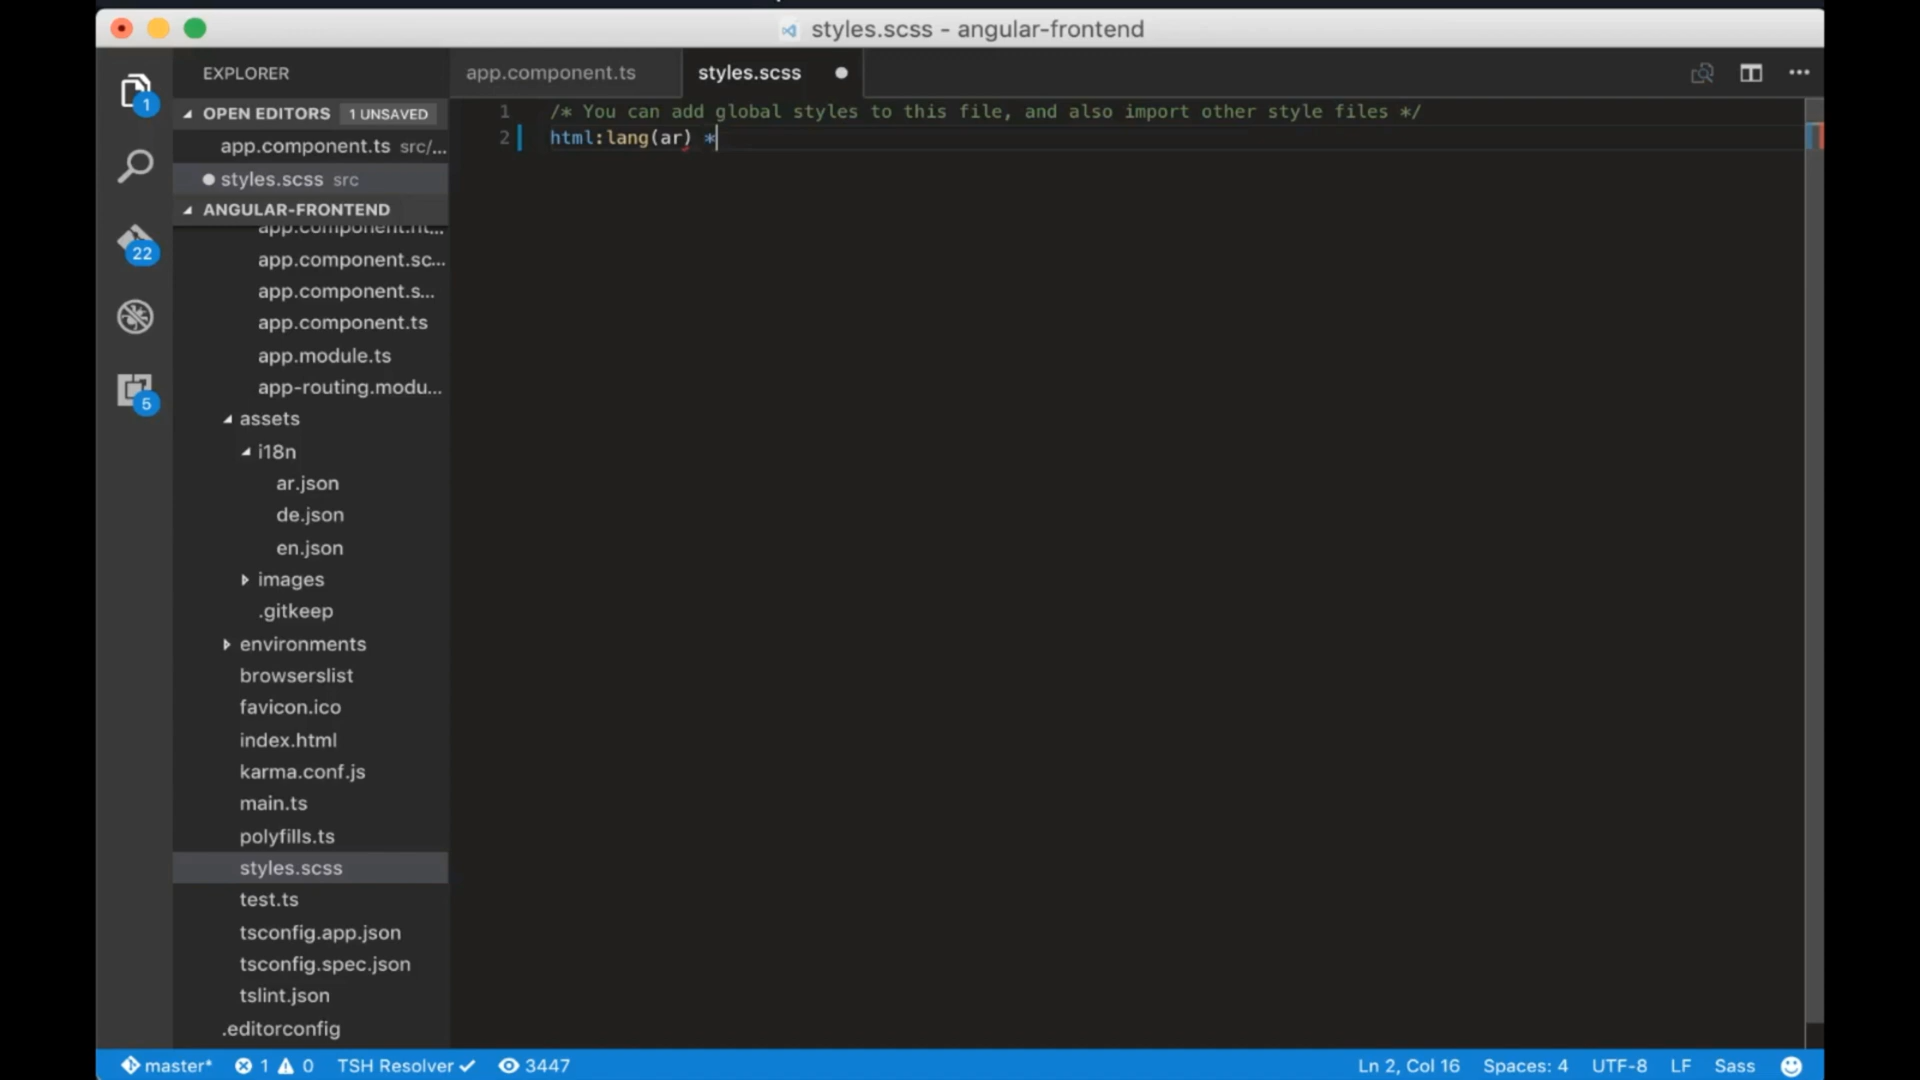 styles.scss - angular-frontend
EXPLORER
app.component.ts
styles.scss
1
OPEN EDITORS
1 UNSAVED
app.component.ts src/...
styles.scss src
ANGULAR-FRONTEND
app.component.ht...
app.component.sc...
app.component.s...
app.component.ts
app.module.ts
app-routing.modu...
assets
i18n
ar.json
de.json
en.json
images
.gitkeep
environments
browserslist
favicon.ico
index.html
karma.conf.js
main.ts
polyfills.ts
styles.scss
test.ts
tsconfig.app.json
tsconfig.spec.json
tslint.json
.editorconfig
22
5
1 /* You can add global styles to this file, and also import other style files */
2 html:lang(ar) *
master* 1 0 TSH Resolver 3447
Ln 2, Col 16 Spaces: 4 UTF-8 LF Sass